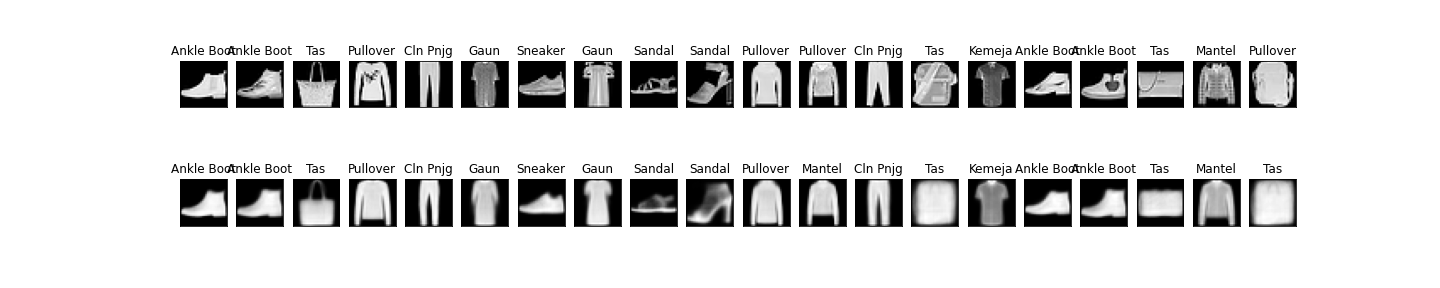 Ankle Boot Ankle Boot Tas Pullover Cln Pnjg Gaun Sneaker Gaun Sandal Sandal Pullover Pullover Cln Pnjg Tas Kemeja Ankle Boot Ankle Boot Tas Mantel Pullover
Ankle Boot Ankle Boot Tas Pullover Cln Pnjg Gaun Sneaker Gaun Sandal Sandal Pullover Mantel Cln Pnjg Tas Kemeja Ankle Boot Ankle Boot Tas Mantel Tas